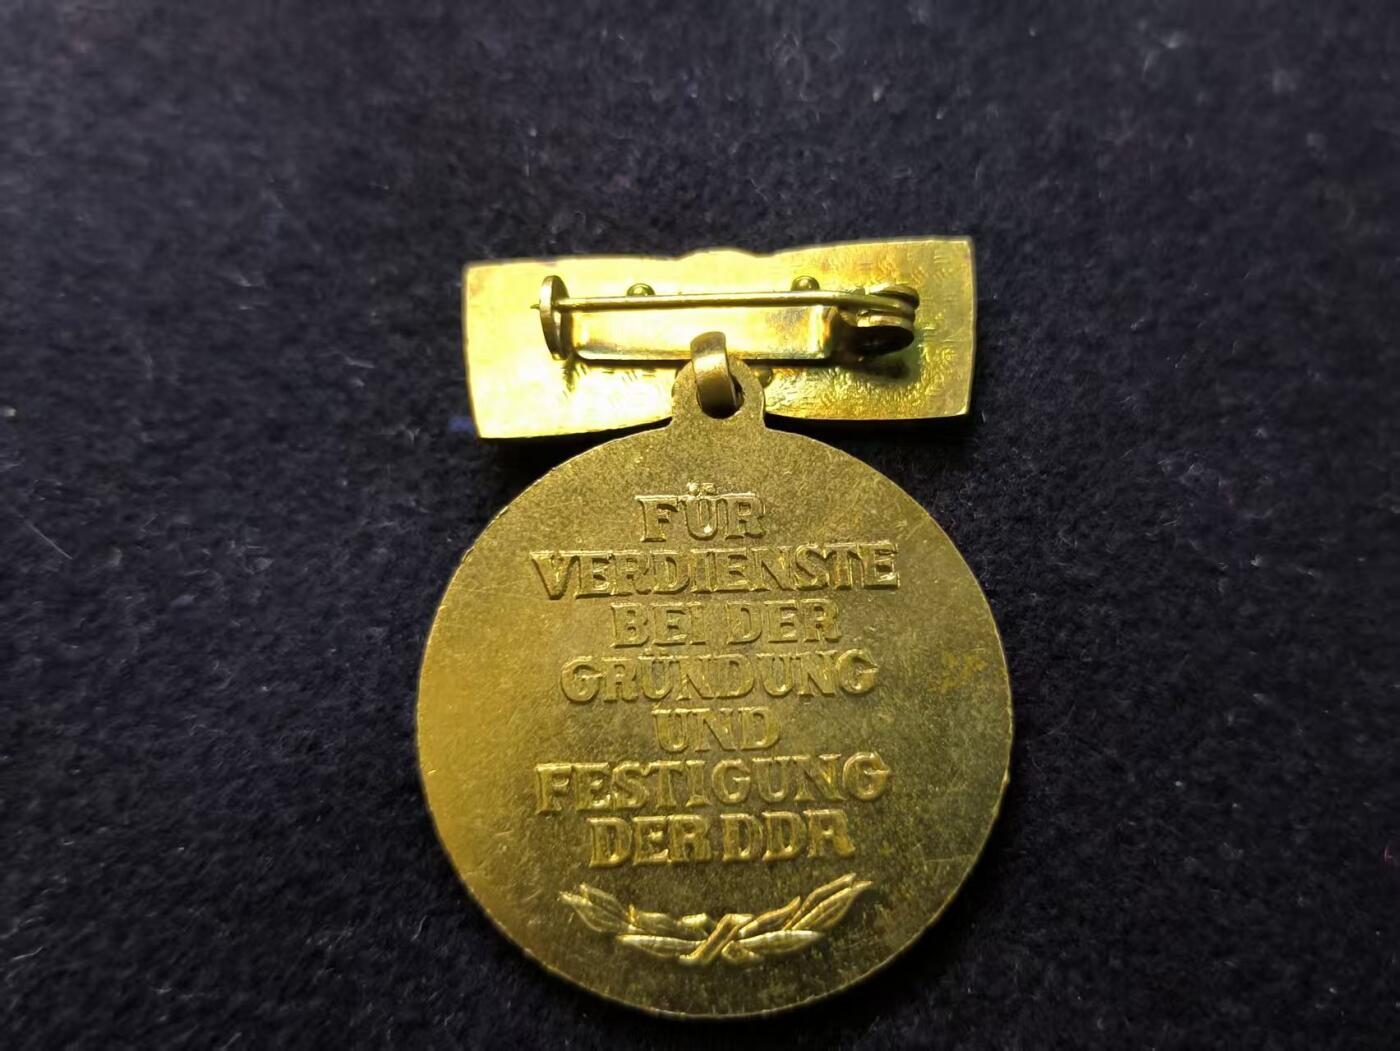 FÜR
VERDIENSTE
BEI DER
GRÜNDUNG
UND
FESTIGUNG
DER DDR